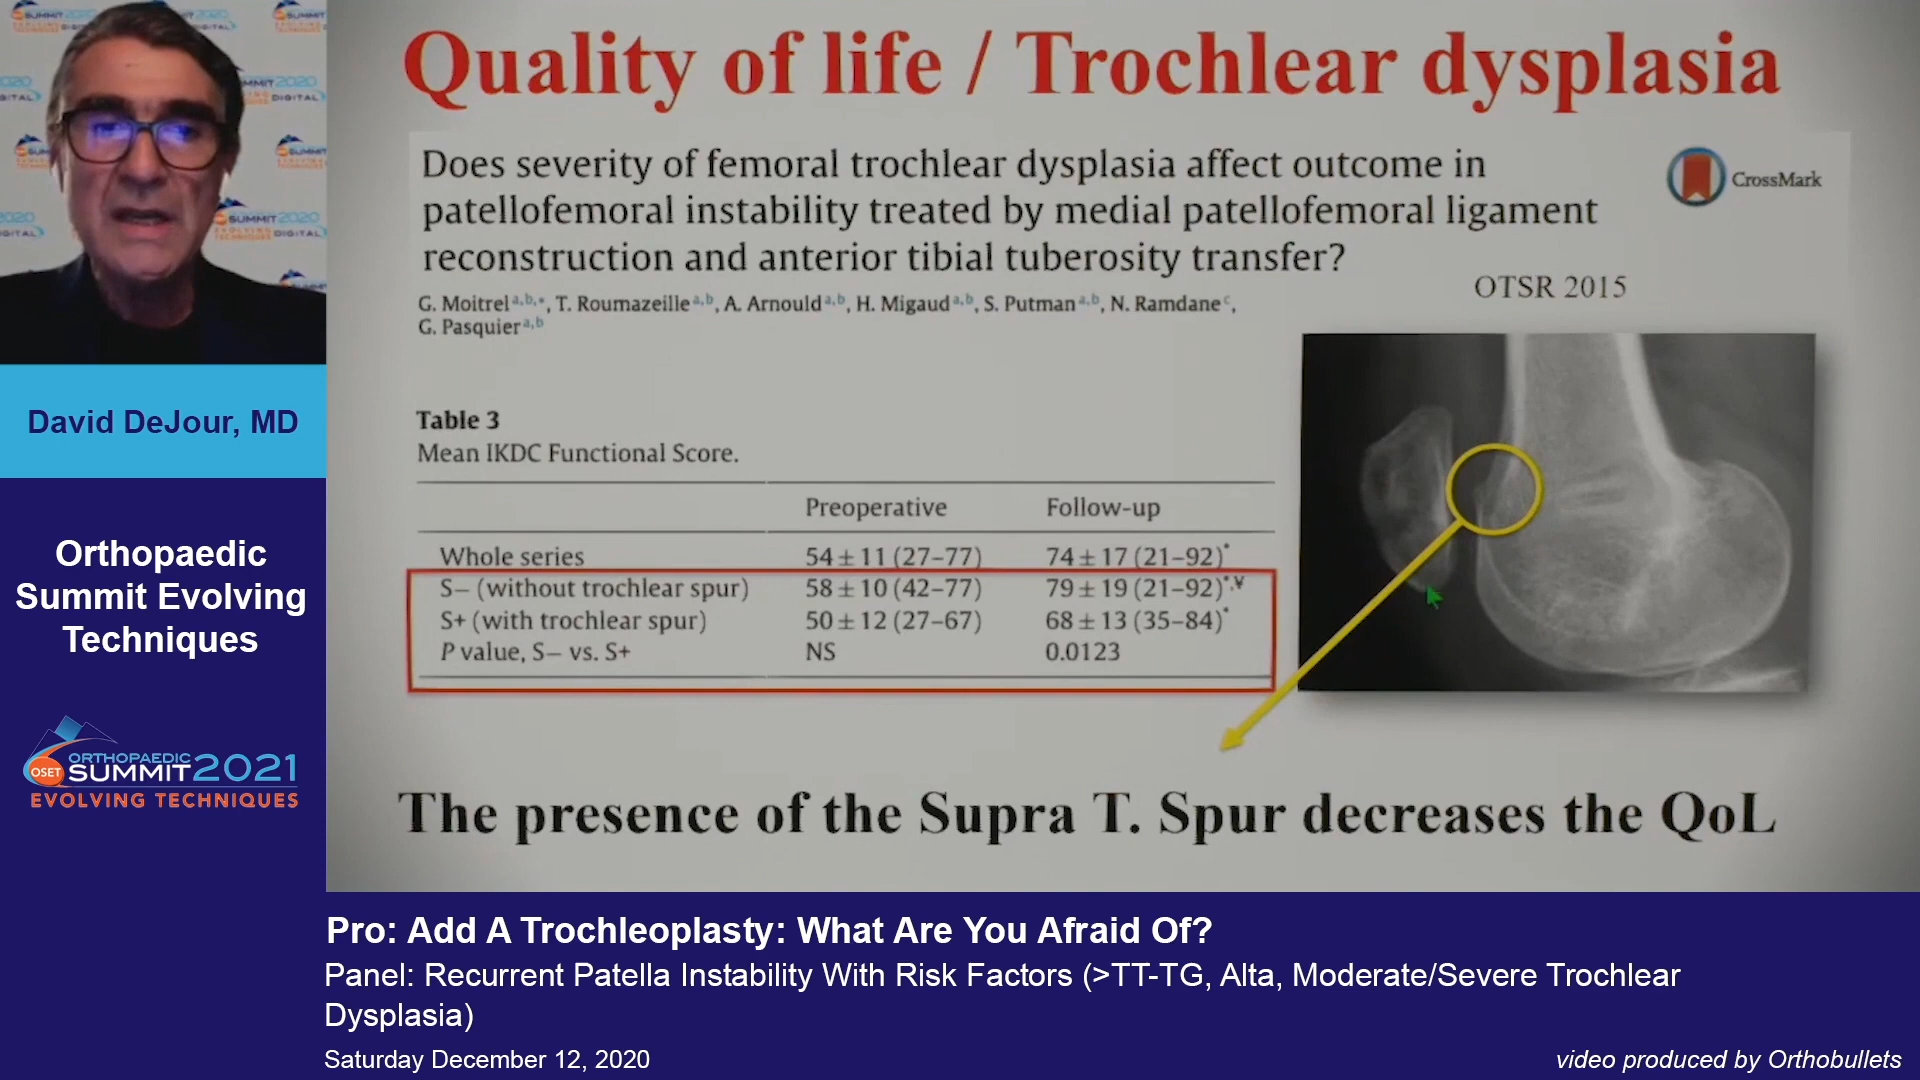 Quality of life / Trochlear dysplasia
Does severity of femoral trochlear dysplasia affect outcome in
patellofemoral instability treated by medial patellofemoral ligament
reconstruction and anterior tibial tuberosity transfer?
CrossMark
OTSR 2015
G. Moitrel a,b,*, T. Roumazeille a,b, A. Arnould a,b, H. Migaud a,b, S. Putman a,b, N. Ramdane c,
G. Pasquier a,b
Table 3
Mean IKDC Functional Score.
Preoperative Follow-up
Whole series 54 ± 11 (27–77) 74 ± 17 (21–92)*
S– (without trochlear spur) 58 ± 10 (42–77) 79 ± 19 (21–92)*,¥
S+ (with trochlear spur) 50 ± 12 (27–67) 68 ± 13 (35–84)*
P value, S– vs. S+ NS 0.0123
The presence of the Supra T. Spur decreases the QoL
David DeJour, MD
Orthopaedic
Summit Evolving
Techniques
OSET
ORTHOPAEDIC
SUMMIT 2021
EVOLVING TECHNIQUES
Pro: Add A Trochleoplasty: What Are You Afraid Of?
Panel: Recurrent Patella Instability With Risk Factors (>TT-TG, Alta, Moderate/Severe Trochlear
Dysplasia)
Saturday December 12, 2020
video produced by Orthobullets